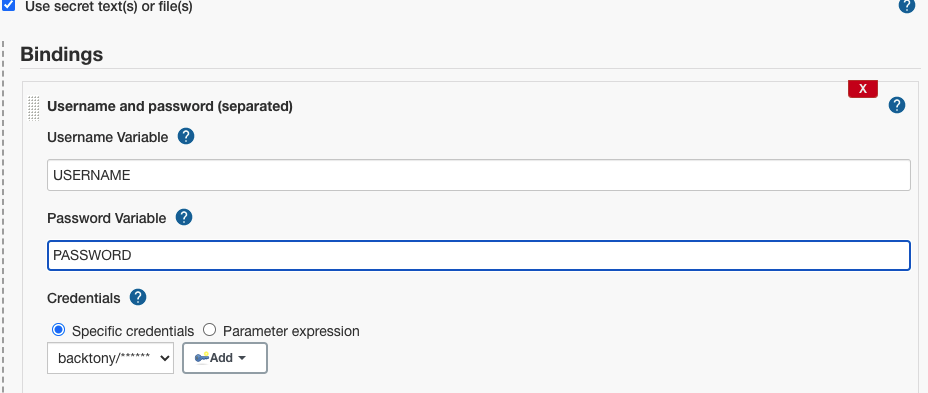 Use secret text(s) or file(s)
?
Bindings
X
Username and password (separated)
?
Username Variable ?
USERNAME
Password Variable ?
PASSWORD
Credentials ?
Specific credentials Parameter expression
backtony/****** Add